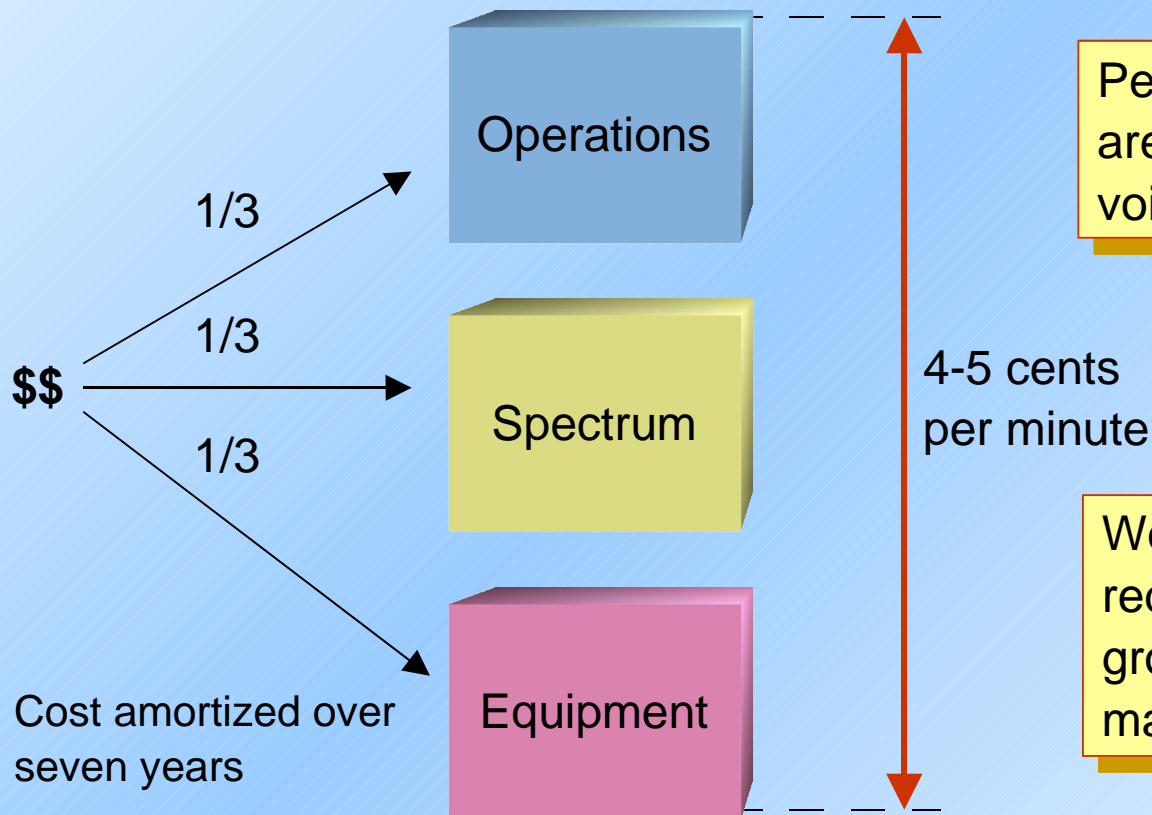 Operations
1/3
1/3
$$
1/3
Spectrum
Cost amortized over
seven years
Equipment
4-5 cents
per minute
are